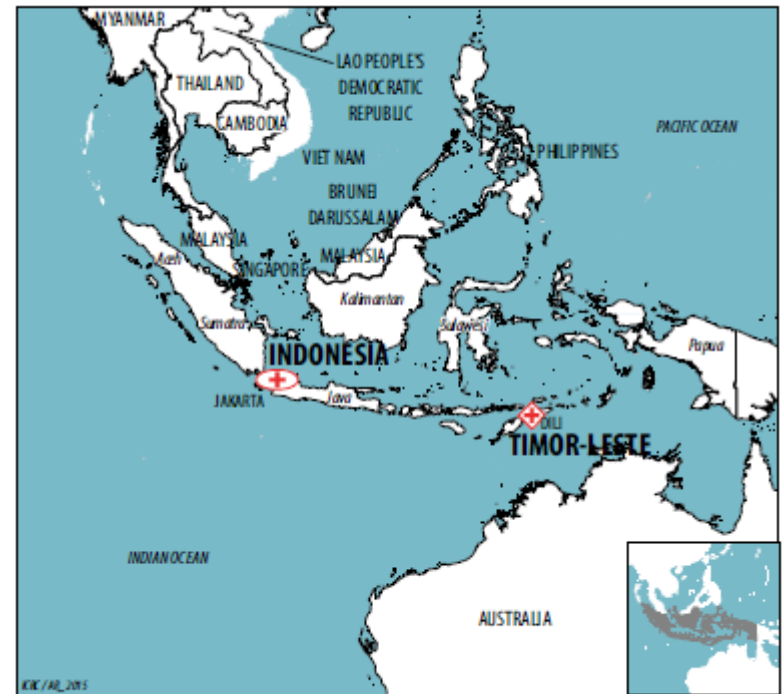 MYANMAR
LAO PEOPLE'S
DEMOCRATIC
REPUBLIC
THAILAND
CAMBODIA
PACIFIC OCEAN
VIET NAM
PHILIPPINES
BRUNEI
DARUSSALAM
MALAYSIA
MALAYSIA
Aceh
SINGAPORE
Kalimantan
Sumatra
Sulawesi
INDONESIA
Papua
JAKARTA
Java
DILI
TIMOR-LESTE
INDIAN OCEAN
AUSTRALIA
ICRC / AR_2015